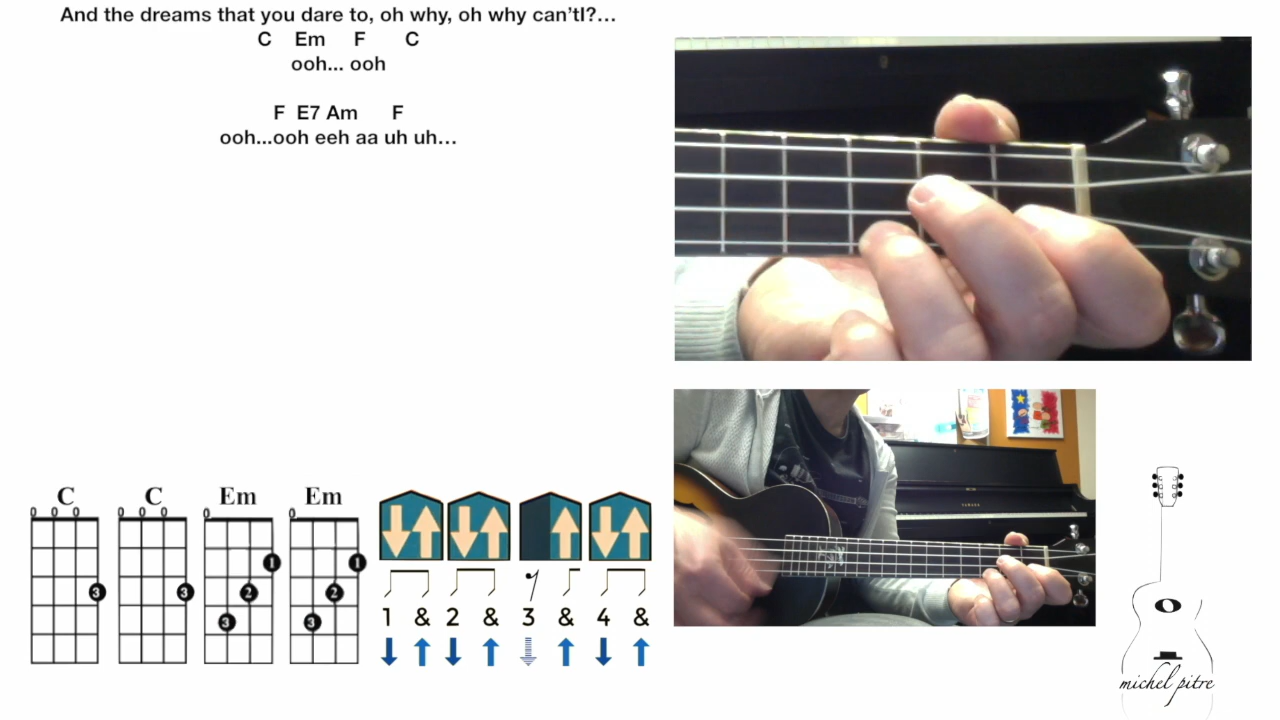 And the dreams that you dare to, oh why, oh why can'tI?...
C Em F C
ooh... ooh
F E7 Am F
ooh...ooh eeh aa uh uh...
C C Em Em
0 0 0 0 0 0 0 0
1 1
3 3 2 2
3 3
1 & 2 & 3 & 4 &
YAMAHA
michel pitre